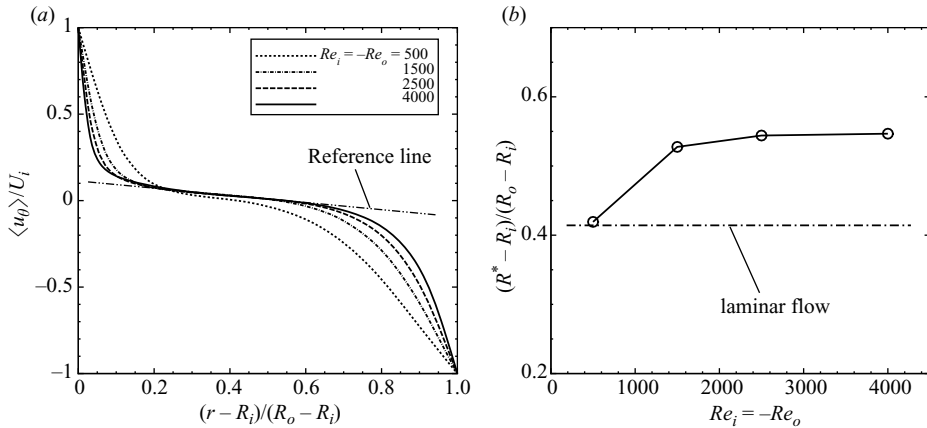 (a)
1
0.5
0
−0.5
−1
0
0.2
0.4
0.6
0.8
1.0
⟨u_θ⟩/U_i
(r − R_i)/(R_o − R_i)
Re_i = −Re_o = 500
1500
2500
4000
Reference line
(b)
0.6
0.4
0.2
0
1000
2000
3000
4000
(R^* − R_i)/(R_o − R_i)
Re_i = −Re_o
laminar flow